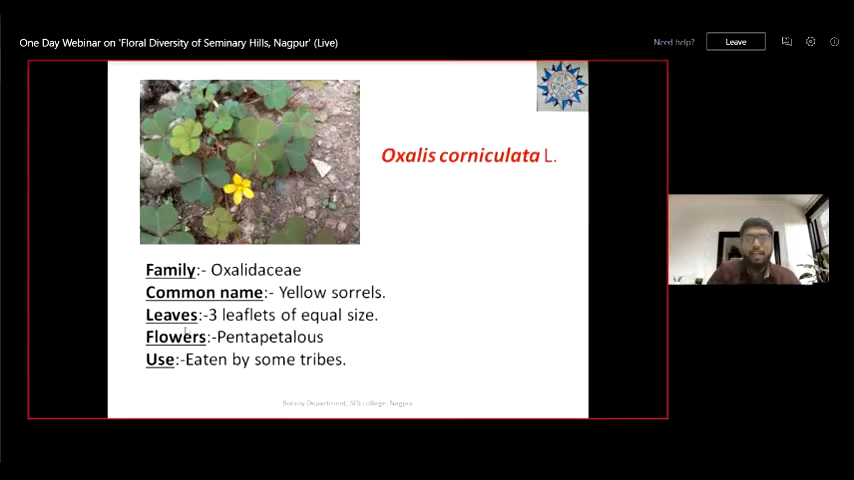 One Day Webinar on 'Floral Diversity of Seminary Hills, Nagpur' (Live)
Need help?
Leave
Oxalis corniculata L.
Family:- Oxalidaceae
Common name:- Yellow sorrels.
Leaves:-3 leaflets of equal size.
Flowers:-Pentapetalous
Use:-Eaten by some tribes.
Botany Department, SFS college, Nagpur